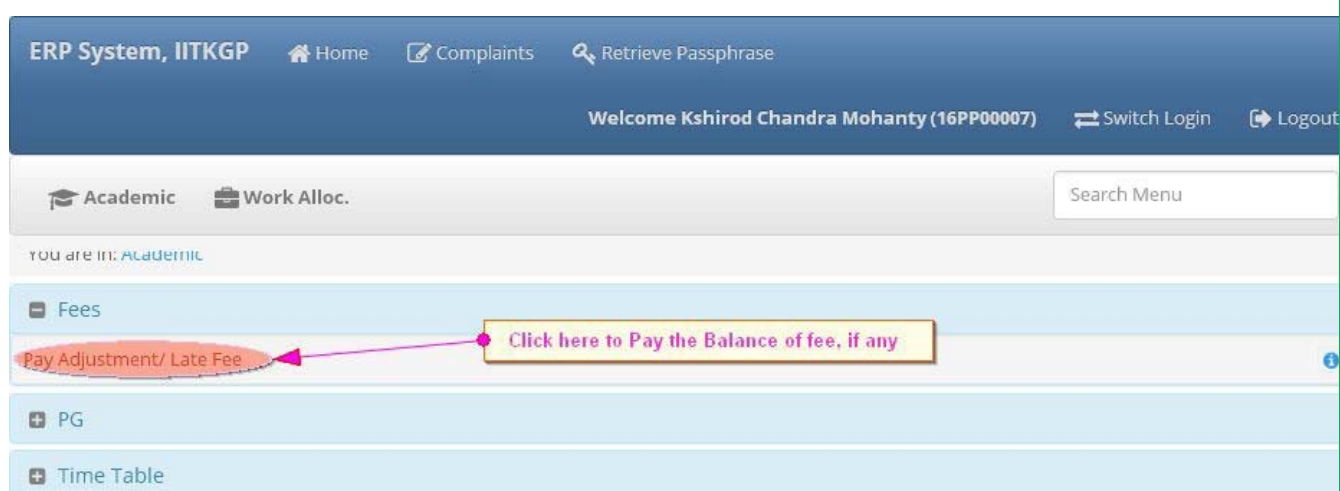 ERP System, IITKGP Home Complaints Retrieve Passphrase
Welcome Kshirod Chandra Mohanty (16PP00007) Switch Login Logout
Academic Work Alloc. Search Menu
You are in: Academic
Fees
Click here to Pay the Balance of fee, if any
Pay Adjustment/ Late Fee
PG
Time Table